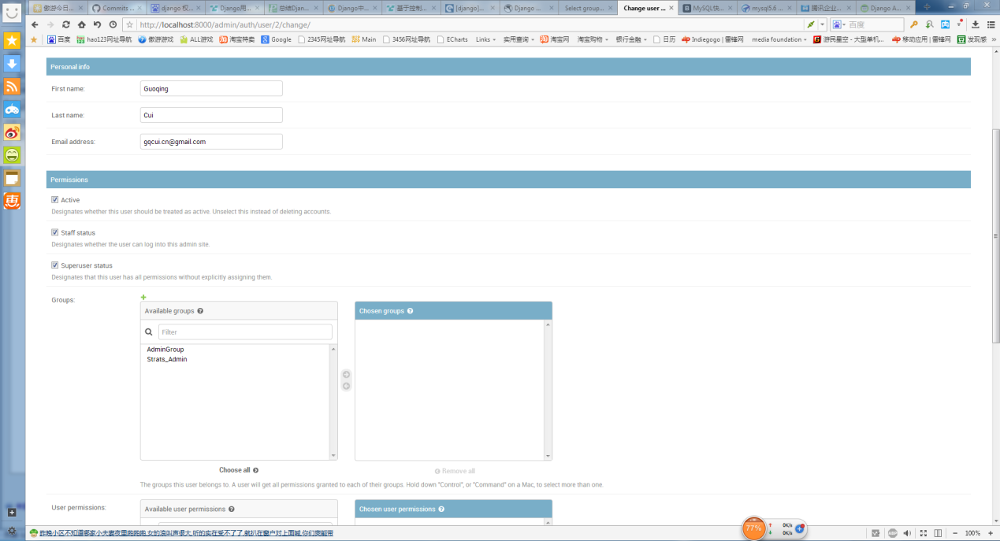 傲游今日...
Commits ...
django 权...
Django用...
总结Djan...
Django中...
基于控制...
[django]...
Django ...
Select group...
Change user ...
MySQL快...
mysql5.6 ...
腾讯企业...
Django A...
http://localhost:8000/admin/auth/user/2/change/
百度
百度
hao123网址导航
傲游游戏
ALL游戏
淘宝特卖
Google
2345网址导航
Main
3456网址导航
ECharts
Links
实用查询
淘宝网
淘宝购物
银行金融
日历
Indiegogo | 雷锋网
media foundation
游民星空 - 大型单机...
移动应用 | 雷锋网
发现感
»
Personal info
First name:
Guoqing
Last name:
Cui
Email address:
gqcui.cn@gmail.com
Permissions
Active
Designates whether this user should be treated as active. Unselect this instead of deleting accounts.
Staff status
Designates whether the user can log into this admin site.
Superuser status
Designates that this user has all permissions without explicitly assigning them.
Groups:
Available groups
Chosen groups
Filter
AdminGroup
Strats_Admin
Choose all
Remove all
The groups this user belongs to. A user will get all permissions granted to each of their groups. Hold down "Control", or "Command" on a Mac, to select more than one.
User permissions:
Available user permissions
Chosen user permissions
惠
昨晚小区不知道哪家小夫妻夜里啪啪啪,女的浪叫声很大,听的实在受不了了,就扒在窗户对上面喊,你们爽能帮
77%
0K/s
0K/s
100%